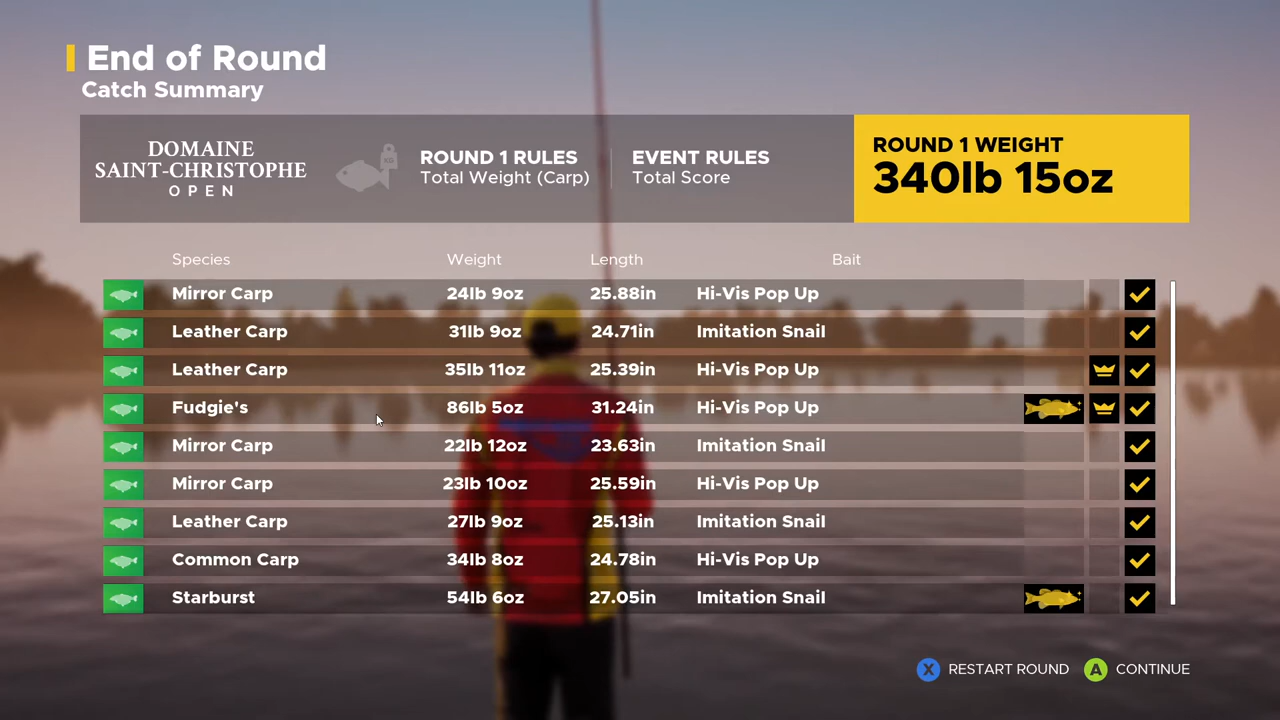 End of Round
Catch Summary
DOMAINE
SAINT-CHRISTOPHE
OPEN
KG
ROUND 1 RULES
Total Weight (Carp)
EVENT RULES
Total Score
ROUND 1 WEIGHT
340lb 15oz
Species Weight Length Bait
Mirror Carp 24lb 9oz 25.88in Hi-Vis Pop Up
Leather Carp 31lb 9oz 24.71in Imitation Snail
Leather Carp 35lb 11oz 25.39in Hi-Vis Pop Up
Fudgie's 86lb 5oz 31.24in Hi-Vis Pop Up
Mirror Carp 22lb 12oz 23.63in Imitation Snail
Mirror Carp 23lb 10oz 25.59in Hi-Vis Pop Up
Leather Carp 27lb 9oz 25.13in Imitation Snail
Common Carp 34lb 8oz 24.78in Hi-Vis Pop Up
Starburst 54lb 6oz 27.05in Imitation Snail
X RESTART ROUND A CONTINUE